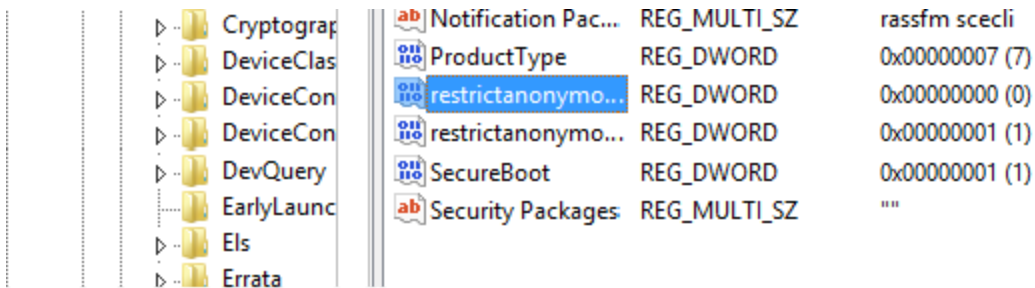 Cryptograp
DeviceClas
DeviceCon
DeviceCon
DevQuery
EarlyLaunc
Els
Errata
Notification Pac... REG_MULTI_SZ rassfm scecli
ProductType REG_DWORD 0x00000007 (7)
restrictanonymo... REG_DWORD 0x00000000 (0)
restrictanonymo... REG_DWORD 0x00000001 (1)
SecureBoot REG_DWORD 0x00000001 (1)
Security Packages REG_MULTI_SZ ""